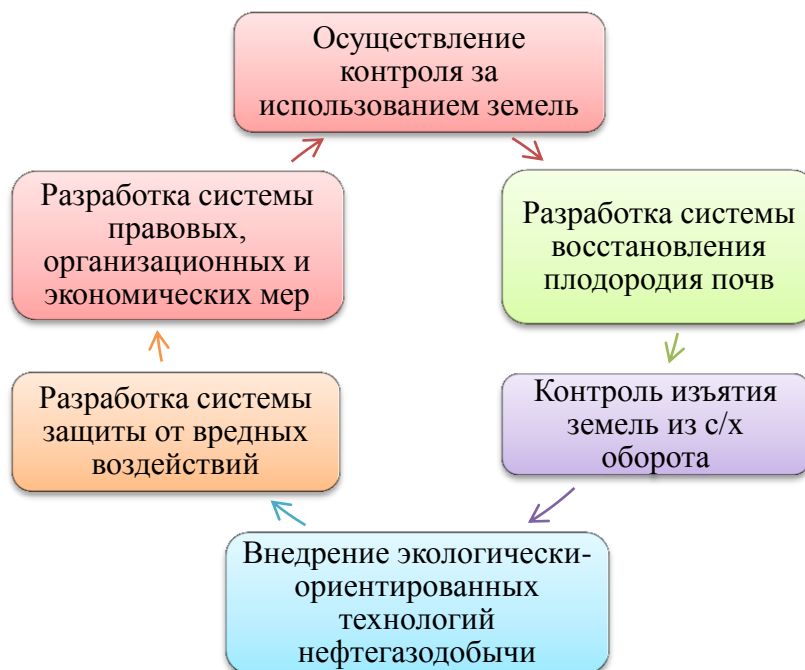 Осуществление
контроля за
использованием земель
Разработка системы
восстановления
плодородия почв
Контроль изъятия
земель из с/х
оборота
Внедрение экологически-
ориентированных
технологий
нефтегазодобычи
Разработка системы
защиты от вредных
воздействий
Разработка системы
правовых,
организационных и
экономических мер